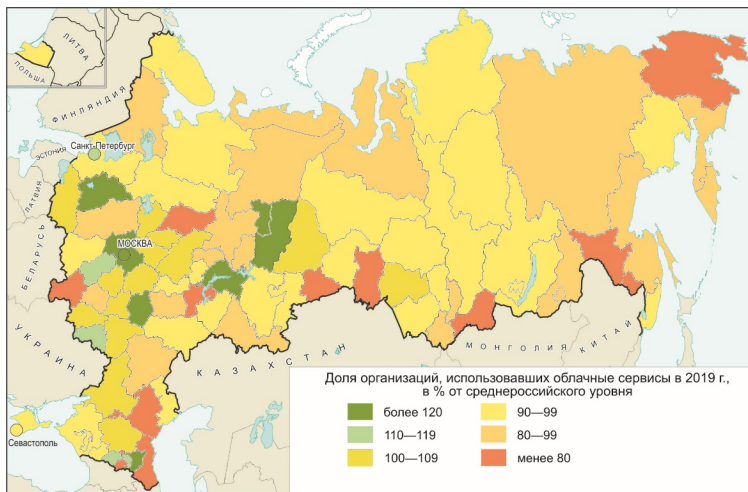 ЛИТВА
ПОЛЬША
ФИНЛЯНДИЯ
Санкт-Петербург
ЭСТОНИЯ
ЛАТВИЯ
БЕЛАРУСЬ
МОСКВА
УКРАИНА
КАЗАХСТАН
МОНГОЛИЯ
КИТАЙ
Севастополь
Доля организаций, использовавших облачные сервисы в 2019 г.,
в % от среднероссийского уровня
более 120
110—119
100—109
90—99
80—99
менее 80